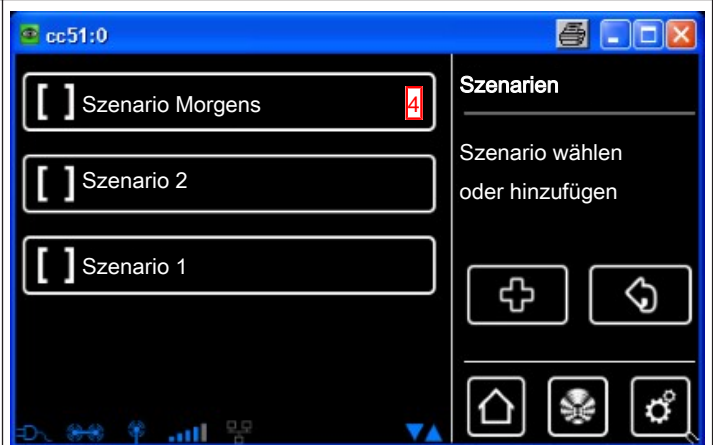 cc51:0
Szenario Morgens 4
Szenario 2
Szenario 1
Szenarien
Szenario wählen
oder hinzufügen